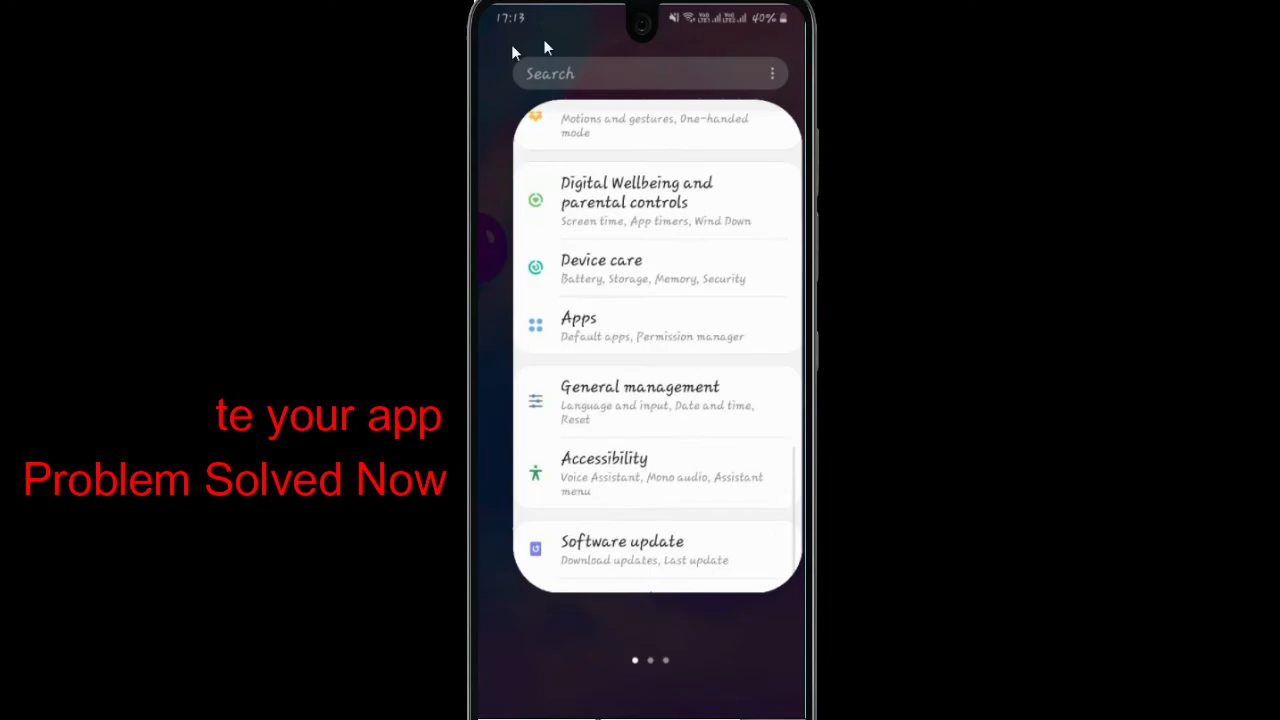 17:13
40%
Search
Motions and gestures, One-handed
mode
Digital Wellbeing and
parental controls
Screen time, App timers, Wind Down
Device care
Battery, Storage, Memory, Security
Apps
Default apps, Permission manager
General management
Language and input, Date and time,
Reset
Accessibility
Voice Assistant, Mono audio, Assistant
menu
Software update
Download updates, Last update
te your app
Problem Solved Now